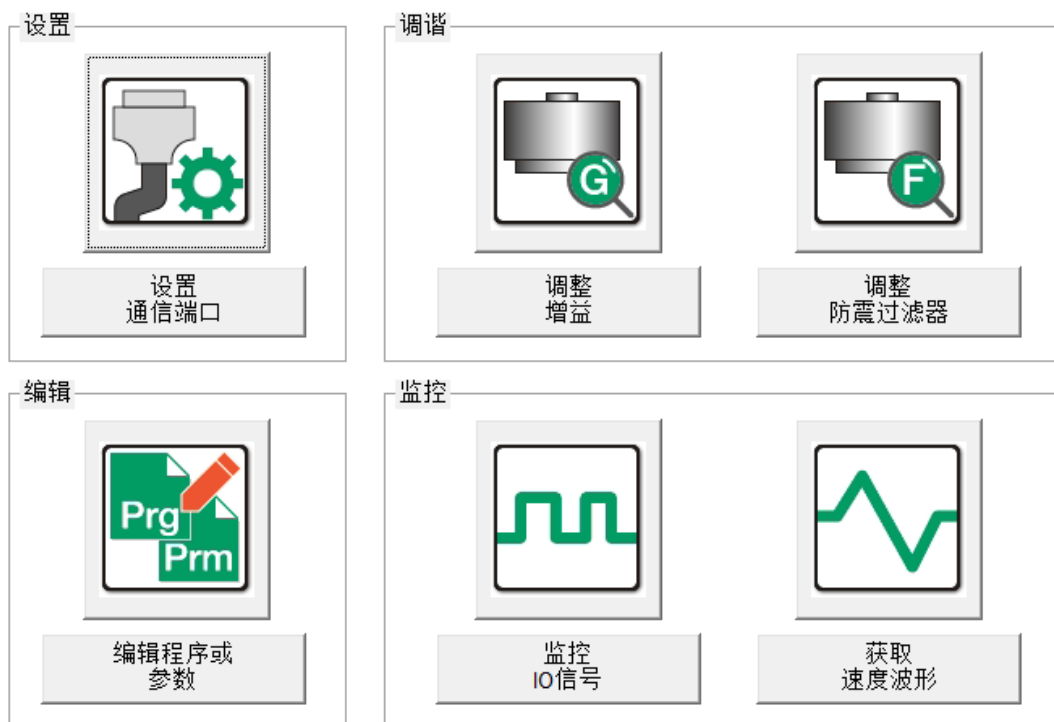 设置
调谐
G
F
设置
通信端口
调整
增益
调整
防震过滤器
编辑
监控
Prg
Prm
编辑程序或
参数
监控
IO信号
获取
速度波形